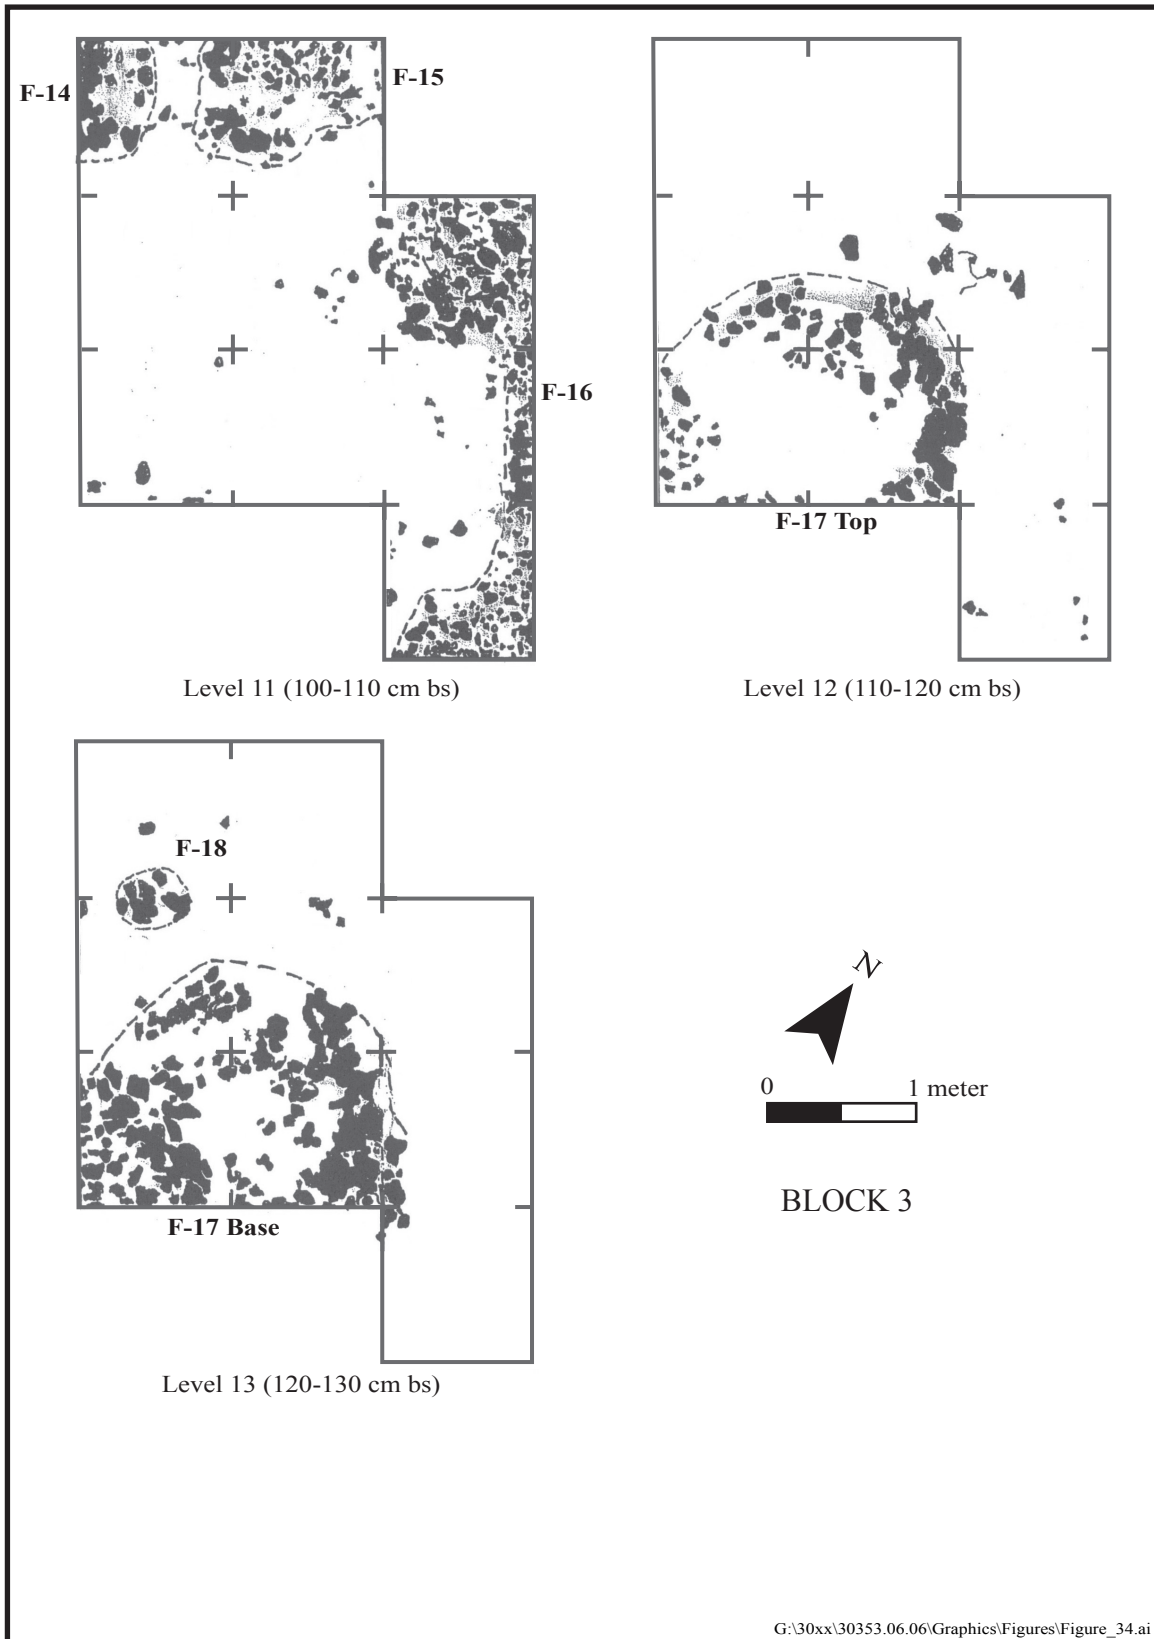 F-14
F-15
F-16
Level 11 (100-110 cm bs)
F-17 Top
Level 12 (110-120 cm bs)
F-18
F-17 Base
Level 13 (120-130 cm bs)
N
0 1 meter
BLOCK 3
G:\30xx\30353.06.06\Graphics\Figures\Figure_34.ai